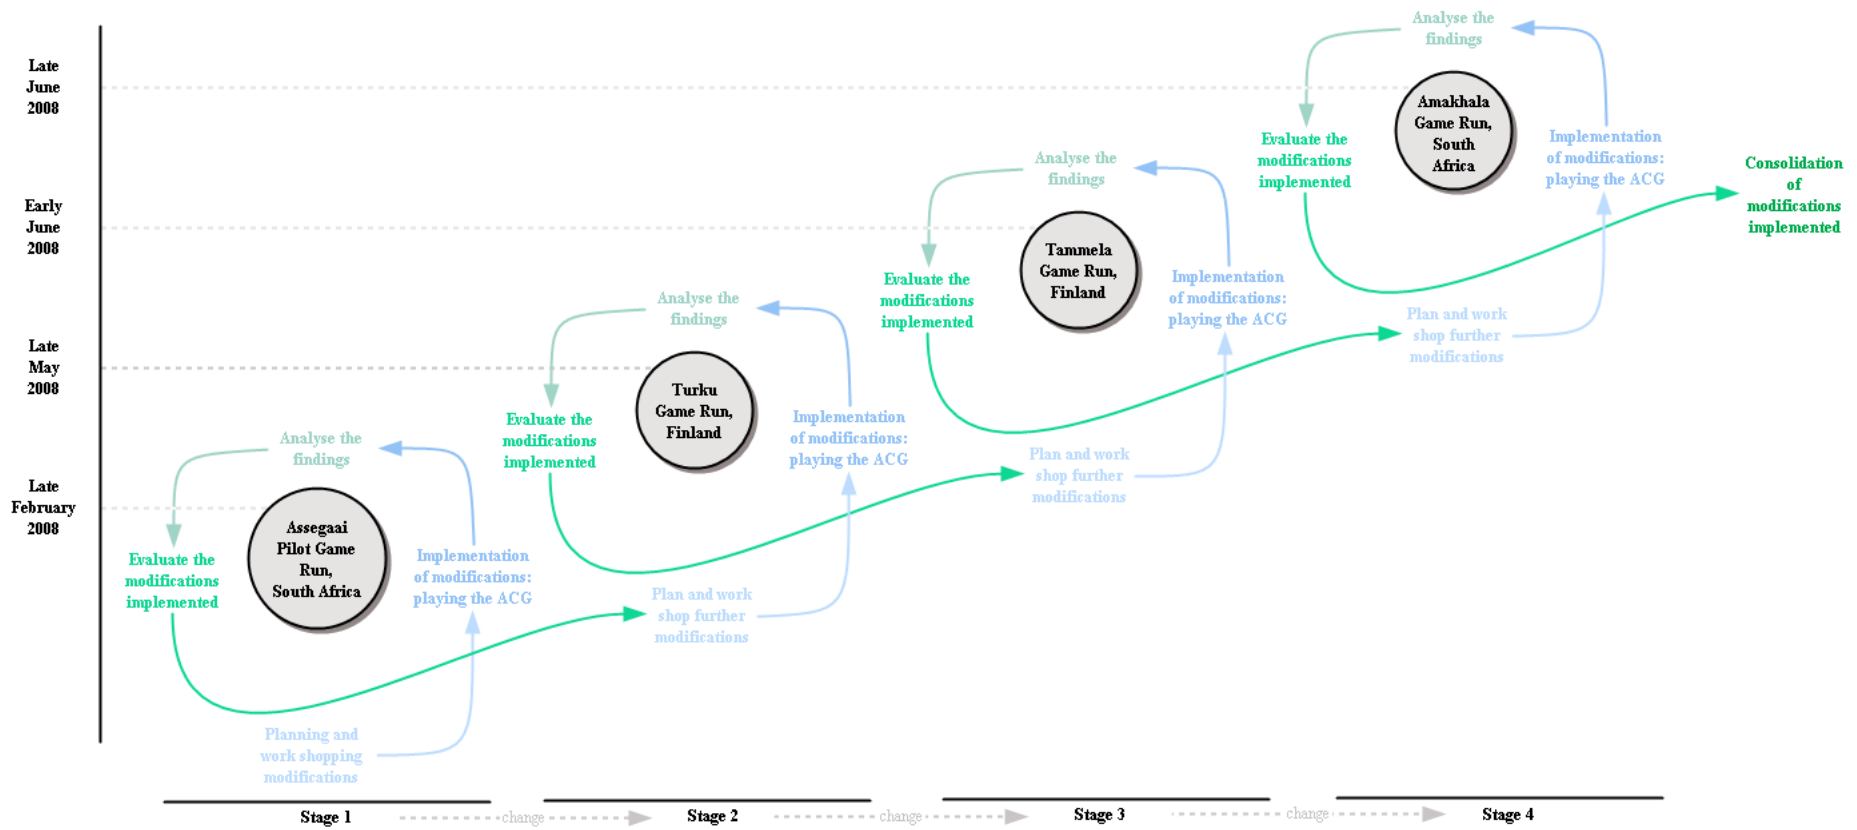 Analyse the
findings
Late
June
2008
Amakhala
Game Run,
South
Africa
Evaluate the
modifications
implemented
Implementation
of modifications:
playing the ACG
Consolidation
of
modifications
implemented
Analyse the
findings
Early
June
2008
Tammela
Game Run,
Finland
Evaluate the
modifications
implemented
Implementation
of modifications:
playing the ACG
Plan and work
shop further
modifications
Analyse the
findings
Late
May
2008
Turku
Game Run,
Finland
Evaluate the
modifications
implemented
Implementation
of modifications:
playing the ACG
Plan and work
shop further
modifications
Analyse the
findings
Late
February
2008
Assegaai
Pilot Game
Run,
South Africa
Evaluate the
modifications
implemented
Implementation
of modifications:
playing the ACG
Plan and work
shop further
modifications
Planning and
work shopping
modifications
Stage 1
change
Stage 2
change
Stage 3
change
Stage 4